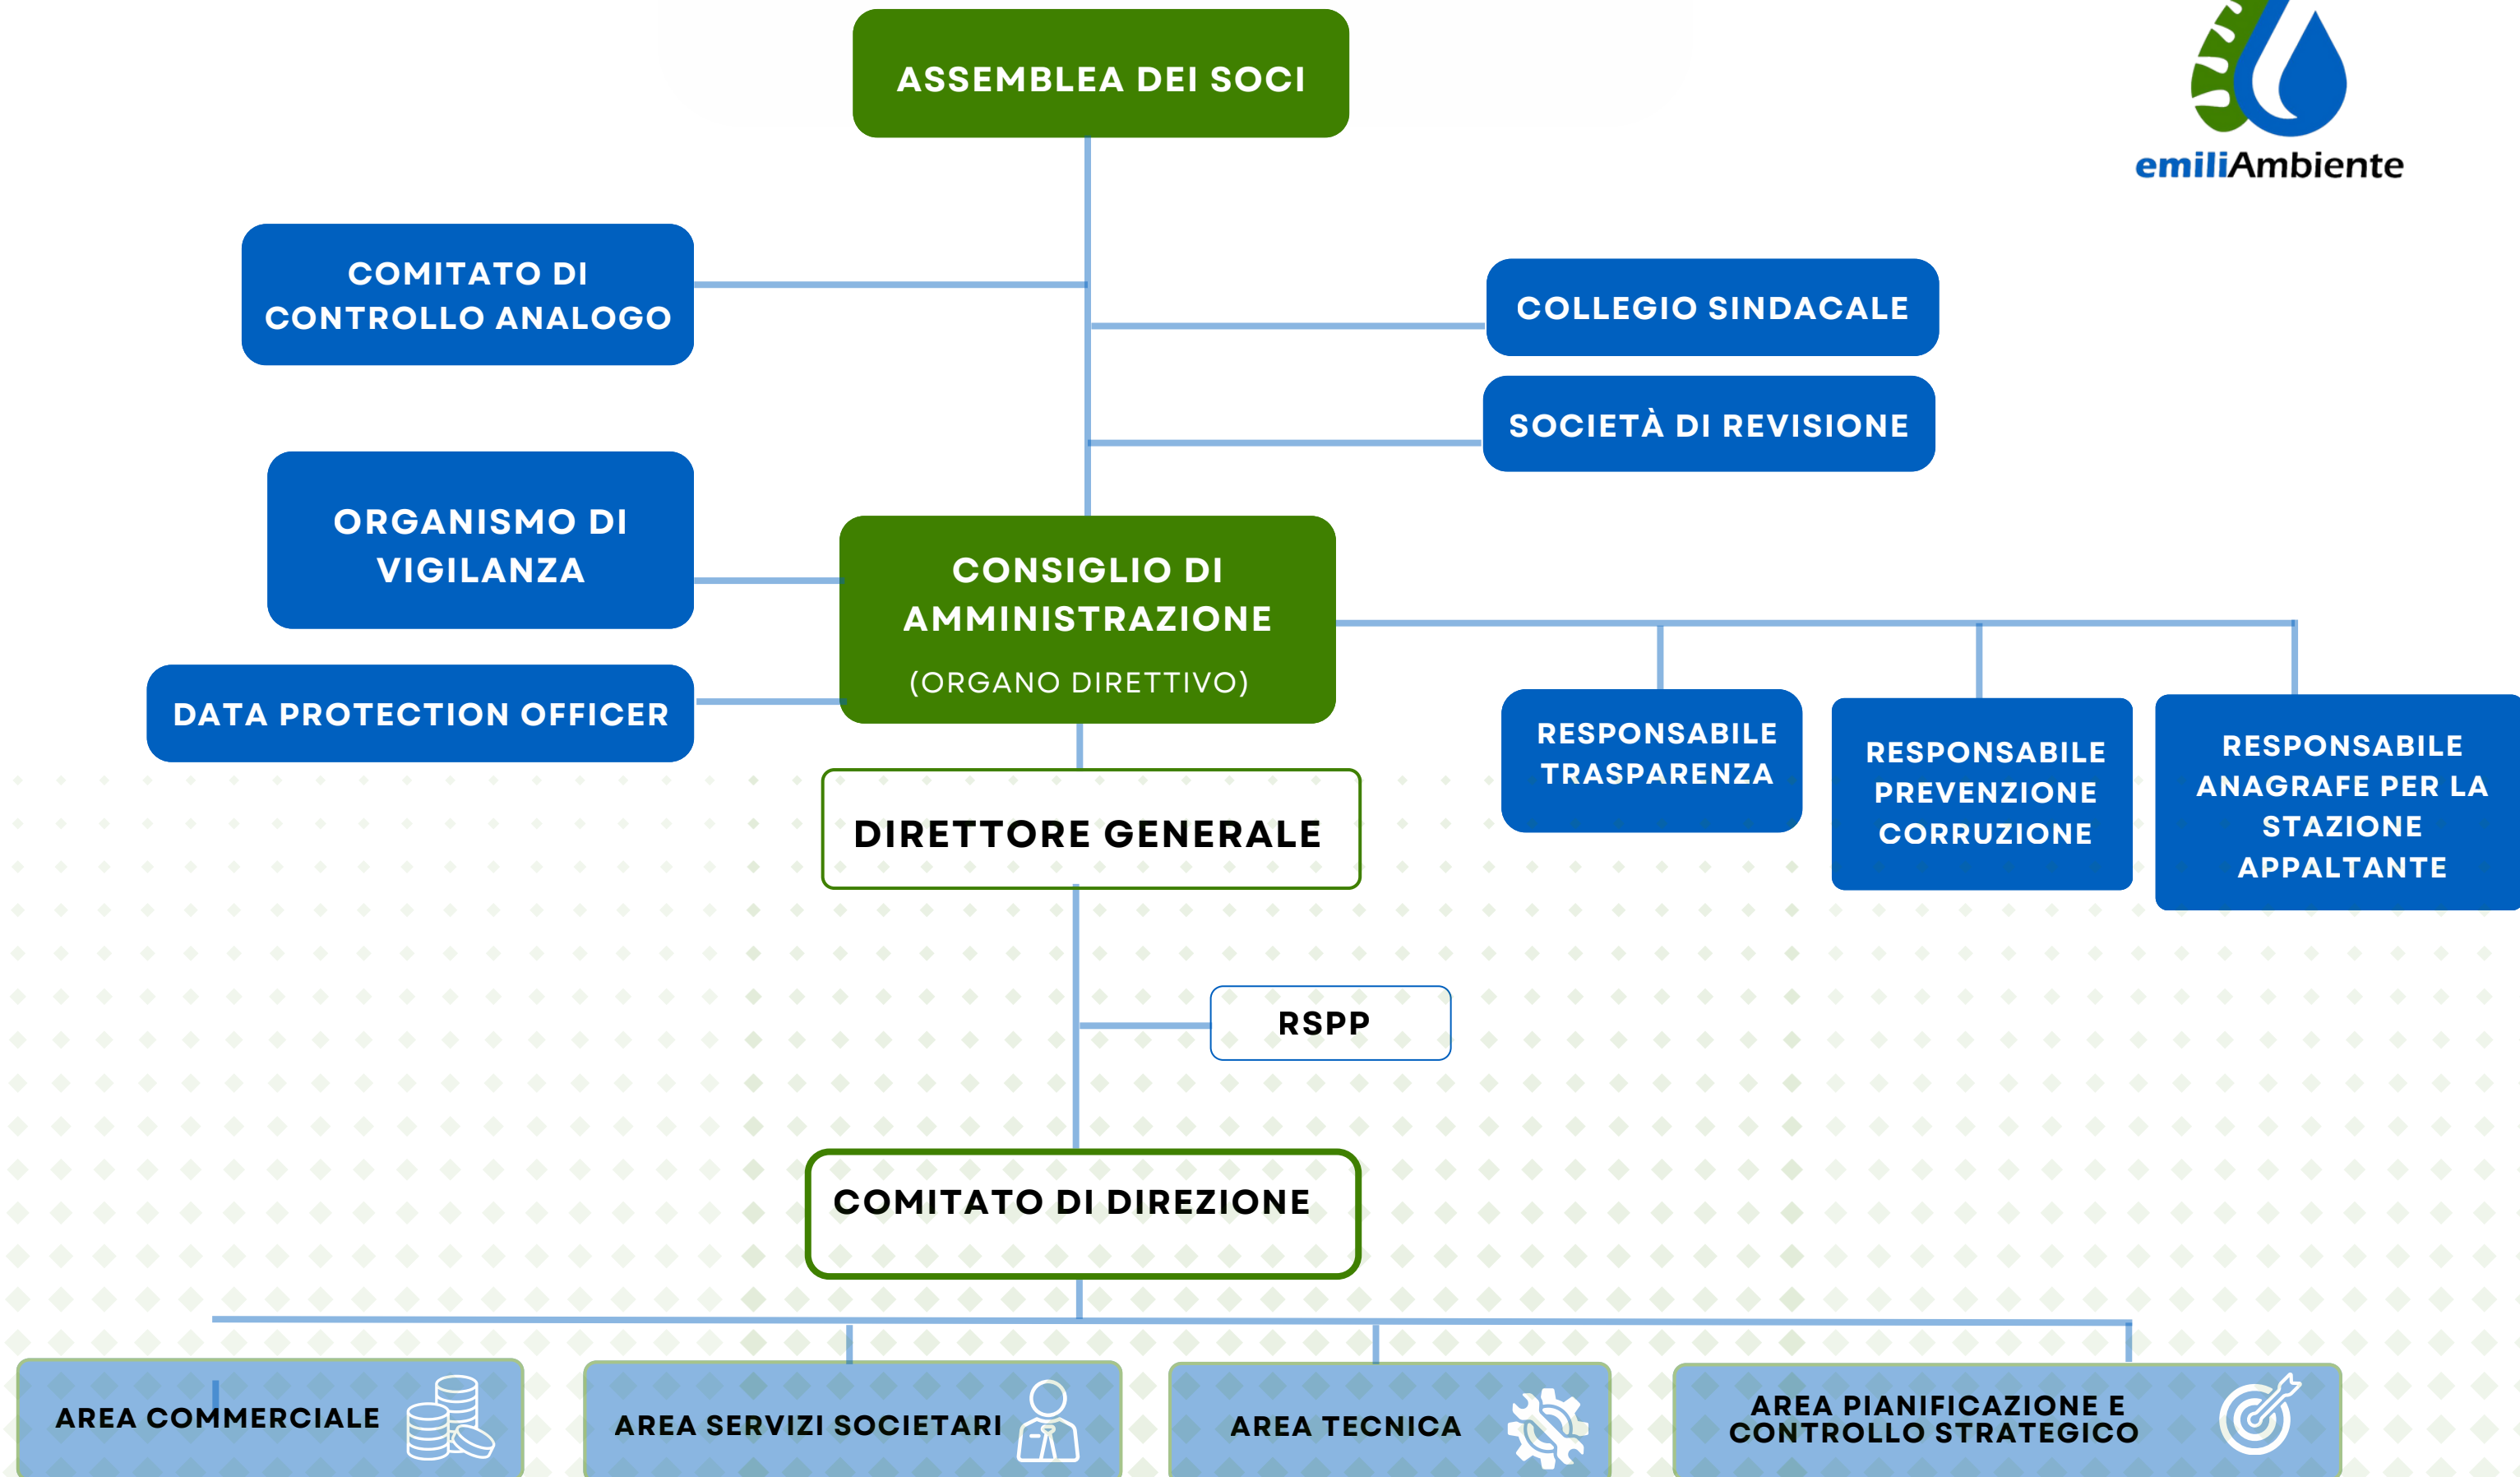 ASSEMBLEA DEI SOCI
emiliAmbiente
COMITATO DI
CONTROLLO ANALOGO
COLLEGIO SINDACALE
SOCIETÀ DI REVISIONE
ORGANISMO DI
VIGILANZA
CONSIGLIO DI
AMMINISTRAZIONE
(ORGANO DIRETTIVO)
DATA PROTECTION OFFICER
RESPONSABILE
TRASPARENZA
RESPONSABILE
PREVENZIONE
CORRUZIONE
RESPONSABILE
ANAGRAFE PER LA
STAZIONE
APPALTANTE
DIRETTORE GENERALE
RSPP
COMITATO DI DIREZIONE
AREA COMMERCIALE
AREA SERVIZI SOCIETARI
AREA TECNICA
AREA PIANIFICAZIONE E
CONTROLLO STRATEGICO